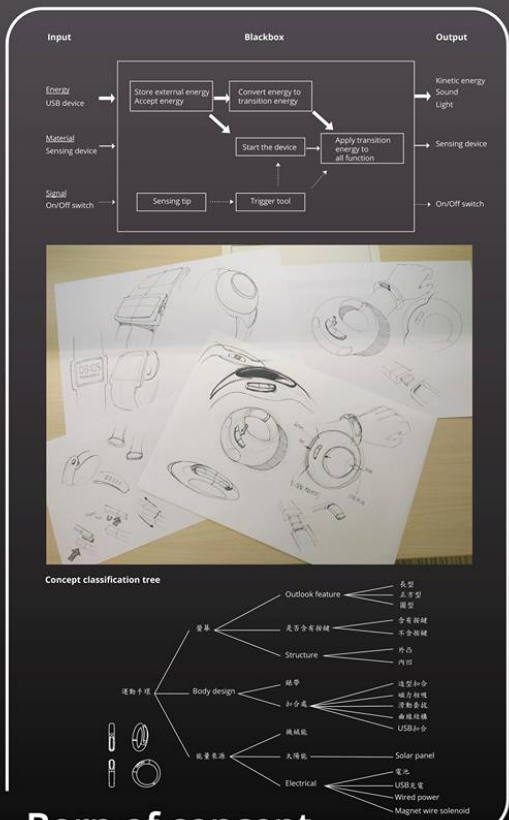 Input
Blackbox
Output
Energy
USB device
Store external energy
Accept energy
Convert energy to
transition energy
Kinetic energy
Sound
Light
Material
Sensing device
Start the device
Apply transition
energy to
all function
Sensing device
Signal
On/Off switch
Sensing tip
Trigger tool
On/Off switch
09:05
Concept classification tree
運動手環
螢幕
Outlook feature
長型
正方型
圓型
是否含有按鍵
含有按鍵
不含按鍵
Structure
外凸
內凹
Body design
錶帶
扣合處
造型扣合
磁力相吸
滑動套拔
曲線結構
USB扣合
能量來源
機械能
太陽能
Solar panel
Electrical
電池
USB充電
Wired power
Magnet wire solenoid
Born of concept